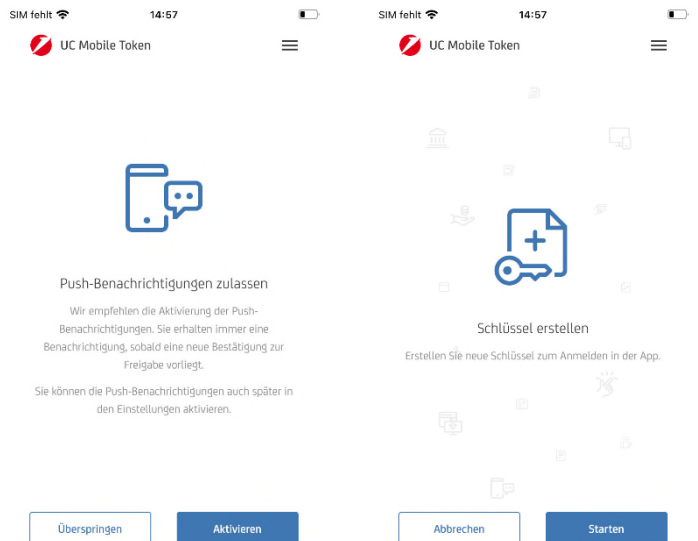 SIM fehlt 14:57
UC Mobile Token
Push-Benachrichtigungen zulassen
Wir empfehlen die Aktivierung der Push-
Benachrichtigungen. Sie erhalten immer eine
Benachrichtigung, sobald eine neue Bestätigung zur
Freigabe vorliegt.
Sie können die Push-Benachrichtigungen auch später in
den Einstellungen aktivieren.
Überspringen
Aktivieren
SIM fehlt 14:57
UC Mobile Token
Schlüssel erstellen
Erstellen Sie neue Schlüssel zum Anmelden in der App.
Abbrechen
Starten